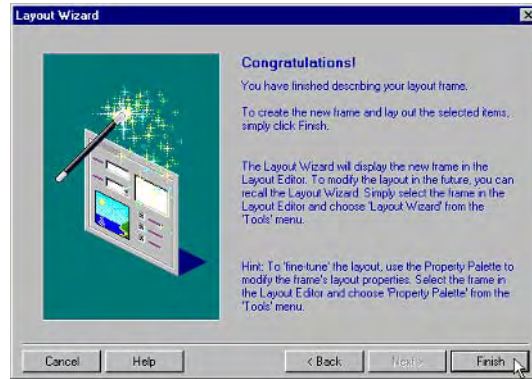 Layout Wizard
Congratulations!
You have finished describing your layout frame.
To create the new frame and lay out the selected items,
simply click Finish.
The Layout Wizard will display the new frame in the
Layout Editor. To modify the layout in the future, you can
recall the Layout Wizard. Simply select the frame in the
Layout Editor and choose 'Layout Wizard' from the
'Tools' menu.
Hint: To 'fine-tune' the layout, use the Property Palette to
modify the frame's layout properties. Select the frame in
the Layout Editor and choose 'Property Palette' from the
'Tools' menu.
Cancel Help < Back Next > Finish